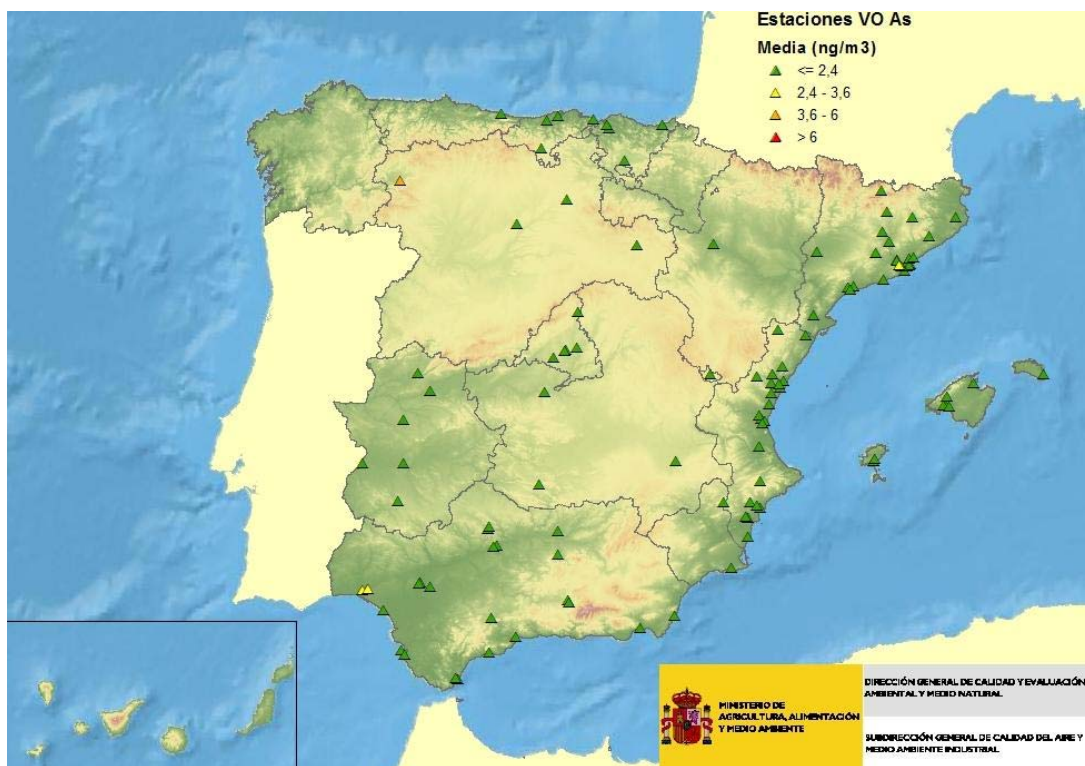 Estaciones VO As
Media (ng/m3)
<= 2,4
2,4 - 3,6
3,6 - 6
> 6
MINISTERIO DE
AGRICULTURA, ALIMENTACIÓN
Y MEDIO AMBIENTE
DIRECCIÓN GENERAL DE CALIDAD Y EVALUACIÓN
AMBIENTAL Y MEDIO NATURAL
SUBDIRECCIÓN GENERAL DE CALIDAD DEL AIRE Y
MEDIO AMBIENTE INDUSTRIAL